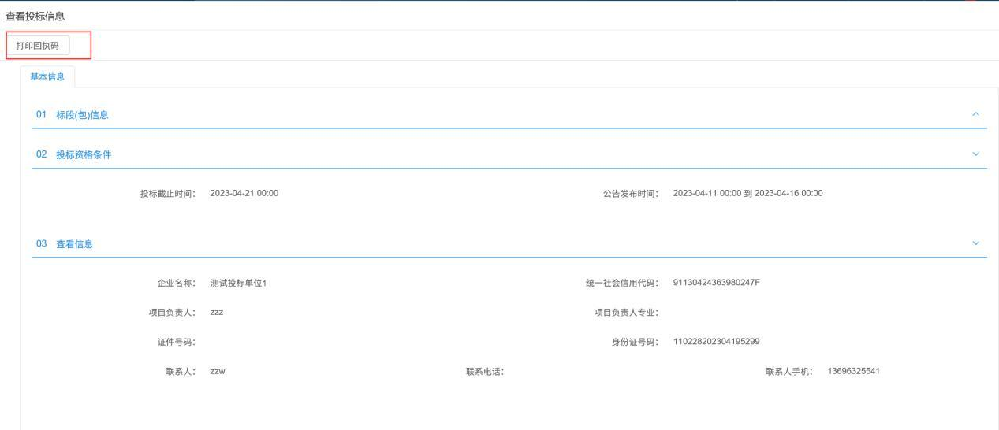 查看投标信息
打印回执码
基本信息
01 标段(包)信息
02 投标资格条件
投标截止时间: 2023-04-21 00:00 公告发布时间: 2023-04-11 00:00 到 2023-04-16 00:00
03 查看信息
企业名称: 测试投标单位1 统一社会信用代码: 91130424363980247F
项目负责人: zzz 项目负责人专业:
证件号码: 身份证号码: 110228202304195299
联系人: zzw 联系电话: 联系人手机: 13696325541